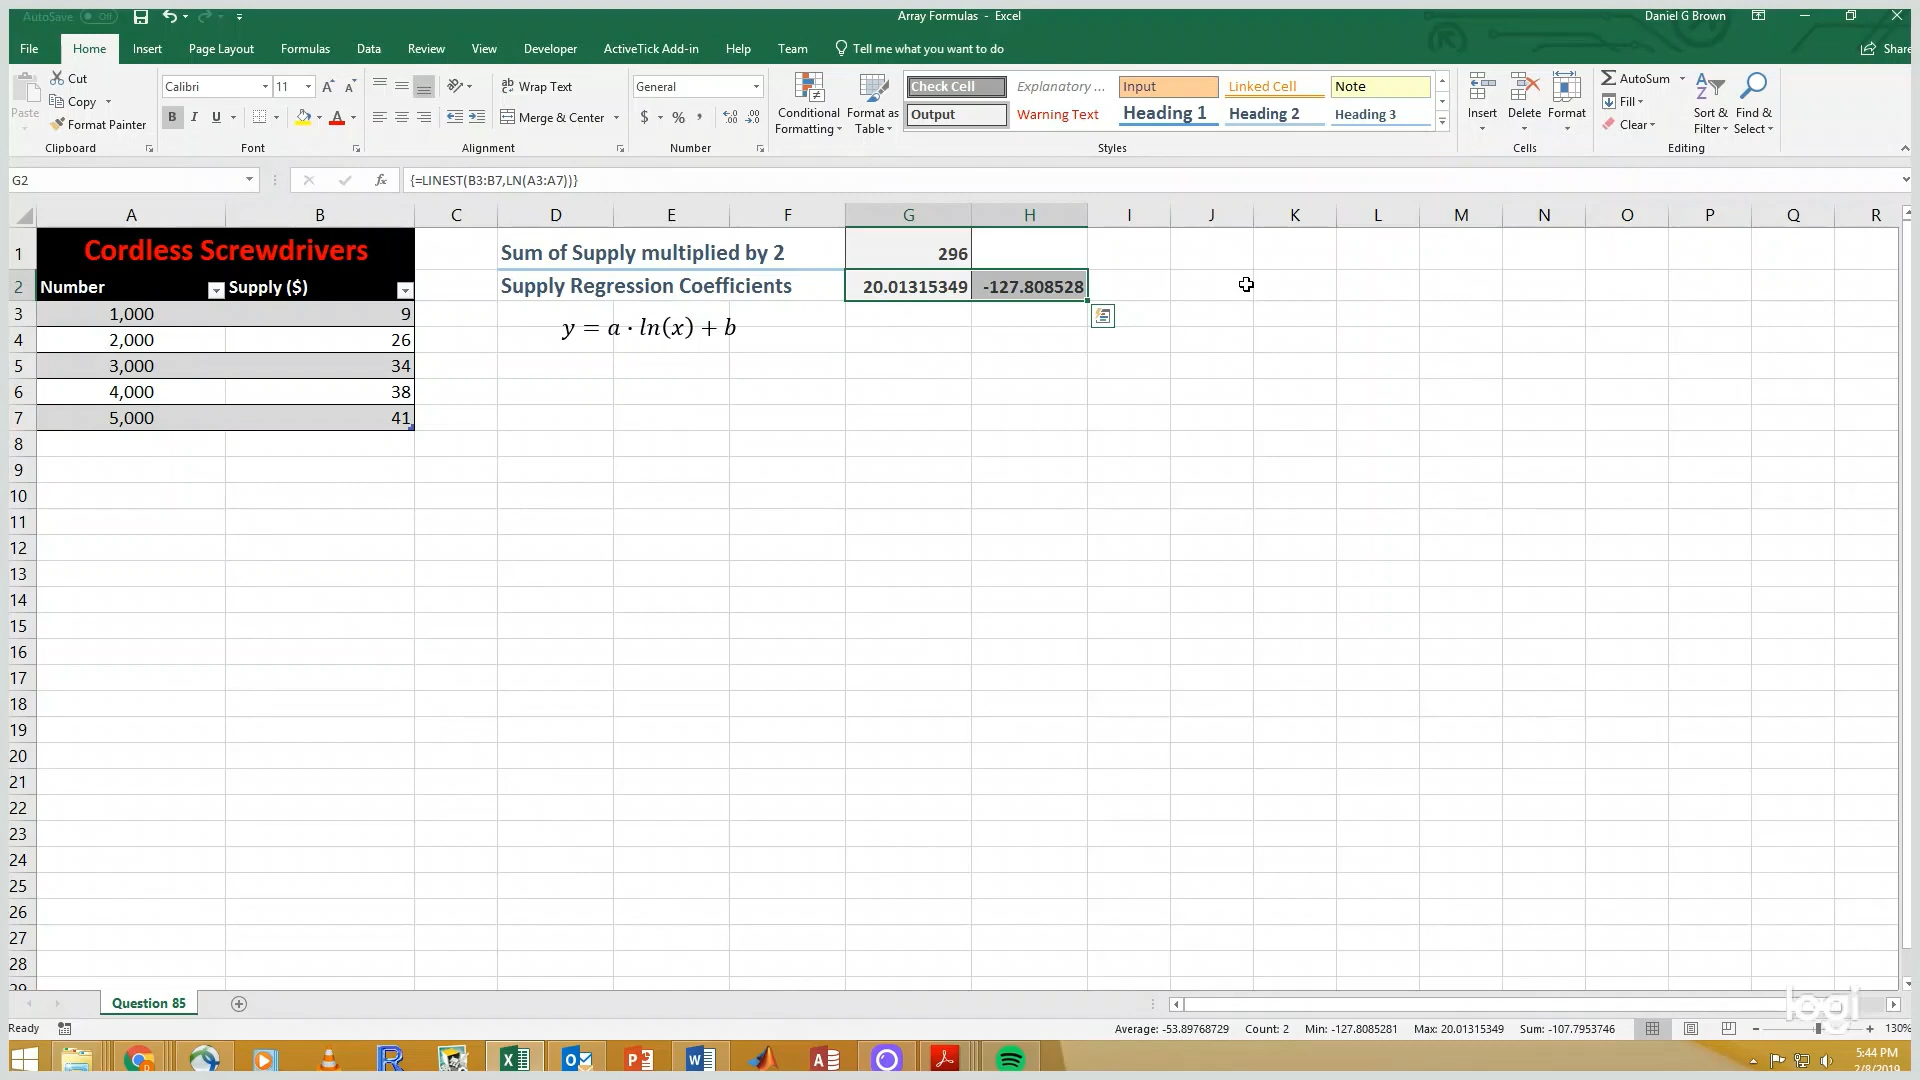 AutoSave Off
Array Formulas - Excel
Daniel G Brown
File Home Insert Page Layout Formulas Data Review View Developer ActiveTick Add-in Help Team Tell me what you want to do Share
Paste
Cut
Copy
Format Painter
Clipboard
Calibri 11
B I U
Font
Wrap Text
Merge & Center
Alignment
General
$ % ,
Number
Conditional Formatting
Format as Table
Check Cell Explanatory ... Input Linked Cell Note
Output Warning Text Heading 1 Heading 2 Heading 3
Styles
Insert Delete Format
Cells
AutoSum
Fill
Clear
Sort & Filter
Find & Select
Editing
G2 fx {=LINEST(B3:B7,LN(A3:A7))}
A B C D E F G H I J K L M N O P Q R
1 Cordless Screwdrivers Sum of Supply multiplied by 2 296
2 Number Supply ($) Supply Regression Coefficients 20.01315349 -127.808528
3 1,000 9 y = a · ln(x) + b
4 2,000 26
5 3,000 34
6 4,000 38
7 5,000 41
8
9
10
11
12
13
14
15
16
17
18
19
20
21
22
23
24
25
26
27
28
29
Question 85
logi
Ready Average: -53.89768729 Count: 2 Min: -127.8085281 Max: 20.01315349 Sum: -107.7953746 130%
5:44 PM
2/8/2019